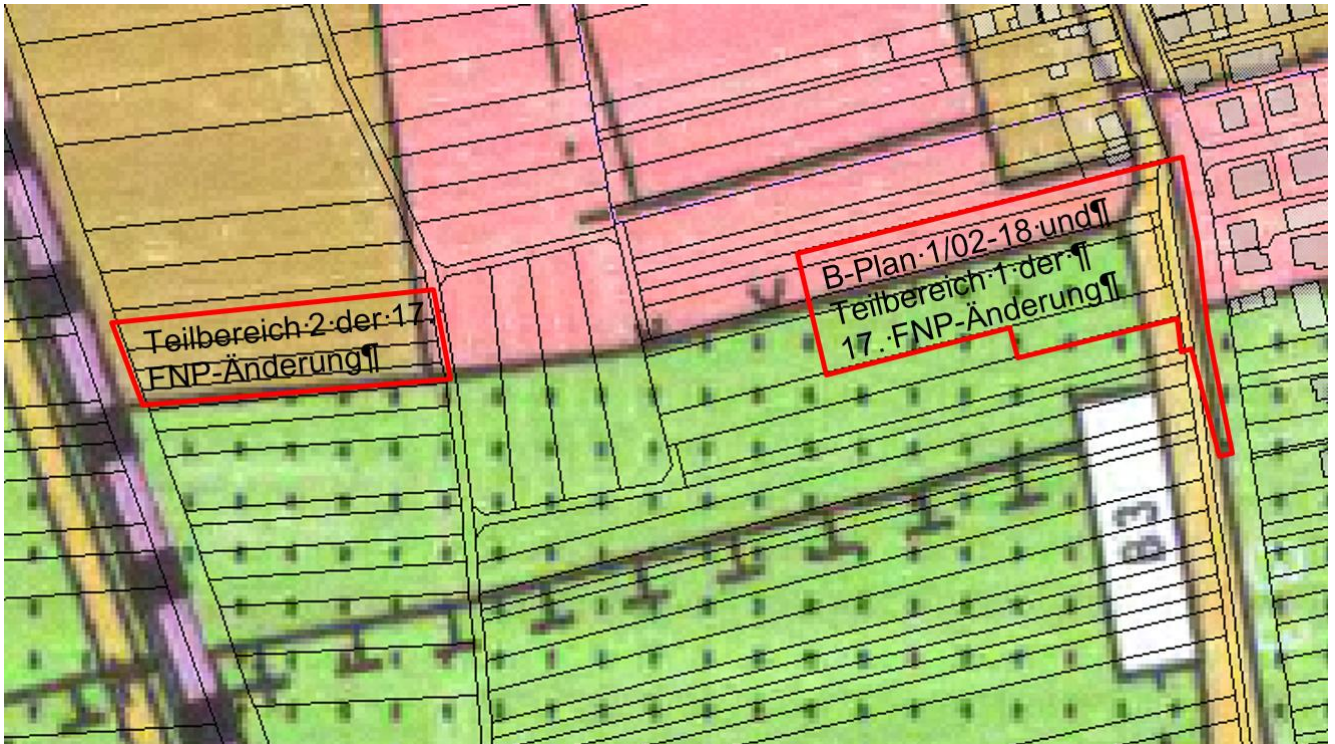 Teilbereich·2·der·17.
FNP-Änderung¶
B-Plan·1/02-18·und¶
Teilbereich·1·der·¶
17.·FNP-Änderung¶
B3